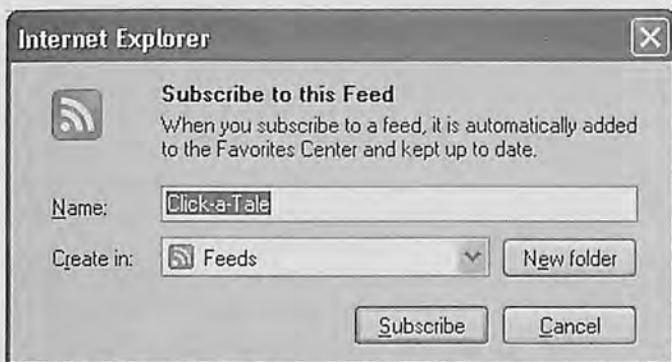 Internet Explorer
Subscribe to this Feed
When you subscribe to a feed, it is automatically added
to the Favorites Center and kept up to date.
Name:
Click-a-Tale
Create in:
Feeds
New folder
Subscribe
Cancel